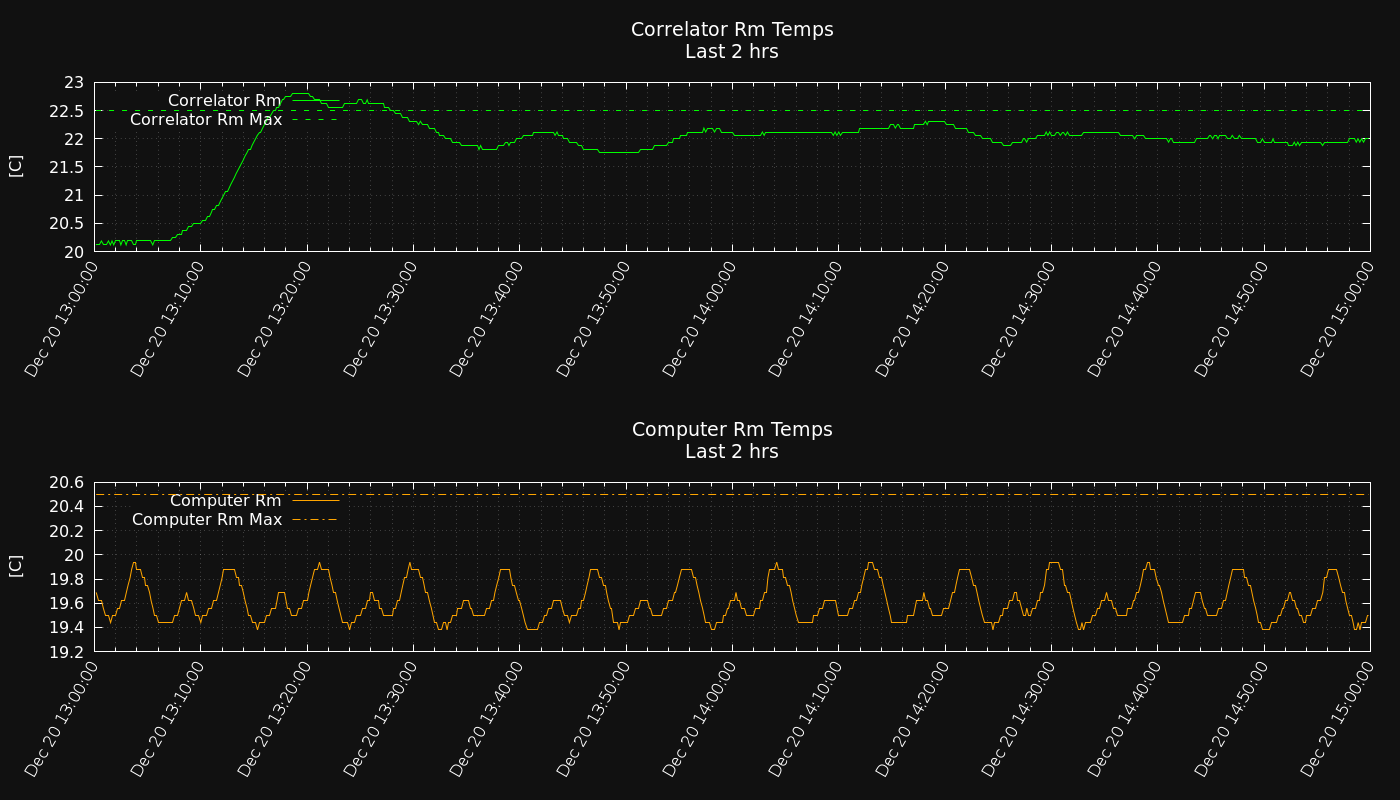 Correlator Rm Temps
Last 2 hrs
[C]
23
22.5
22
21.5
21
20.5
20
Correlator Rm
Correlator Rm Max
Dec 20 13:00:00
Dec 20 13:10:00
Dec 20 13:20:00
Dec 20 13:30:00
Dec 20 13:40:00
Dec 20 13:50:00
Dec 20 14:00:00
Dec 20 14:10:00
Dec 20 14:20:00
Dec 20 14:30:00
Dec 20 14:40:00
Dec 20 14:50:00
Dec 20 15:00:00
Computer Rm Temps
Last 2 hrs
[C]
20.6
20.4
20.2
20
19.8
19.6
19.4
19.2
Computer Rm
Computer Rm Max
Dec 20 13:00:00
Dec 20 13:10:00
Dec 20 13:20:00
Dec 20 13:30:00
Dec 20 13:40:00
Dec 20 13:50:00
Dec 20 14:00:00
Dec 20 14:10:00
Dec 20 14:20:00
Dec 20 14:30:00
Dec 20 14:40:00
Dec 20 14:50:00
Dec 20 15:00:00